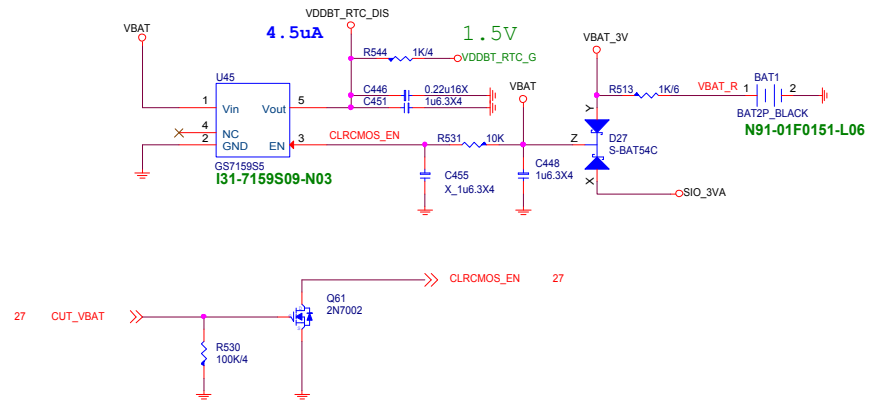 VDDBT_RTC_DIS
VBAT
4.5uA
1.5V
VBAT_3V
R544
1K/4
VDDBT_RTC_G
U45
C446
0.22u16X
C451
1u6.3X4
VBAT
R513
1K/6
VBAT_R
1
BAT1
2
BAT2P_BLACK
N91-01F0151-L06
1
Vin
Vout
5
4
NC
2
GND
EN
3
CLRCMOS_EN
R531
10K
Y
Z
D27
S-BAT54C
X
GS7159S5
I31-7159S09-N03
C455
X_1u6.3X4
C448
1u6.3X4
SIO_3VA
CLRCMOS_EN
27
Q61
2N7002
27
CUT_VBAT
R530
100K/4